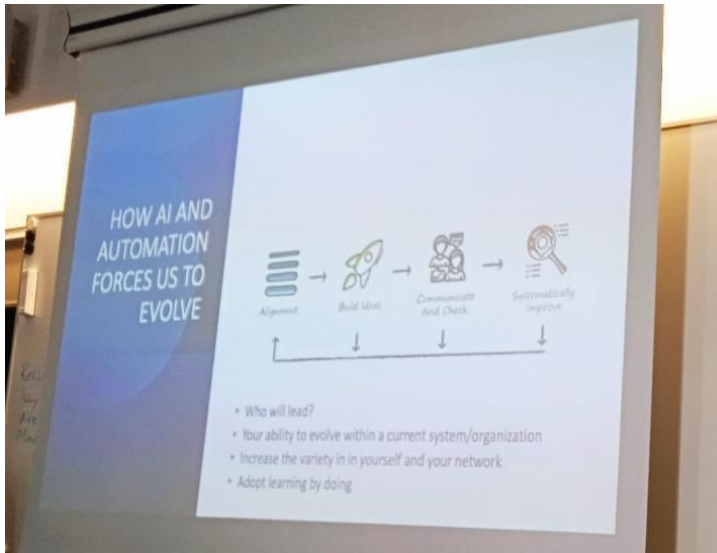 HOW AI AND
AUTOMATION
FORCES US TO
EVOLVE
Alignment
Build Ideas
Communicate
And Check
Systematically
improve
• Who will lead?
• Your ability to evolve within a current system/organization
• Increase the variety in in yourself and your network
• Adopt learning by doing